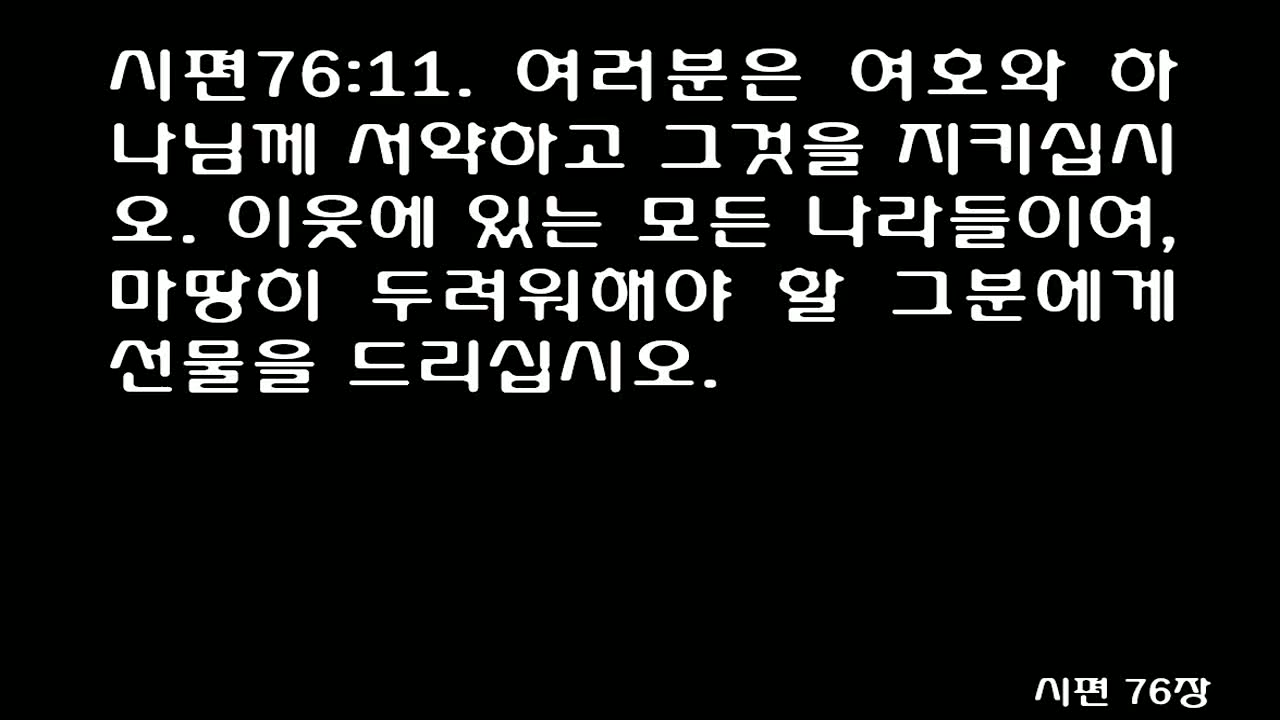 시편76:11. 여러분은 여호와 하
나님께 서약하고 그것을 지키십시
오. 이웃에 있는 모든 나라들이여,
마땅히 두려워해야 할 그분에게
선물을 드리십시오.
시편 76장